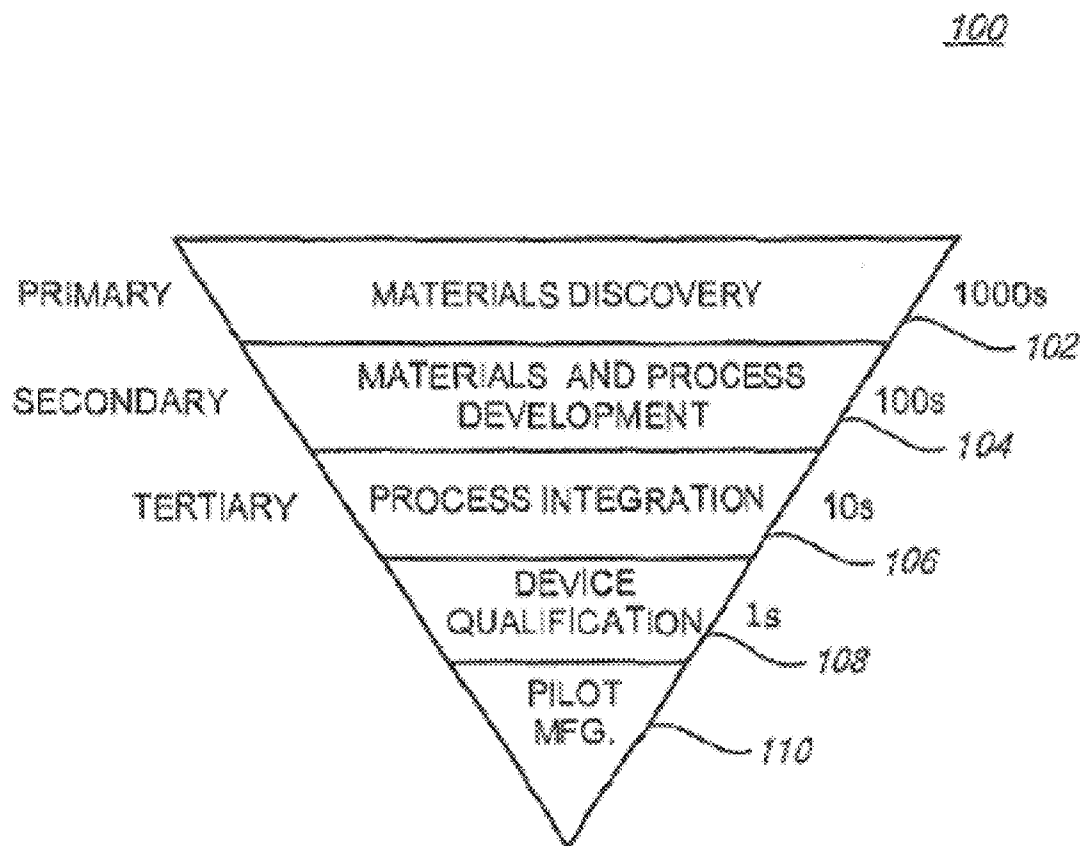 100
PRIMARY
MATERIALS DISCOVERY
1000s
102
SECONDARY
MATERIALS AND PROCESS
DEVELOPMENT
100s
104
TERTIARY
PROCESS INTEGRATION
10s
106
DEVICE
QUALIFICATION
1s
108
PILOT
MFG.
110